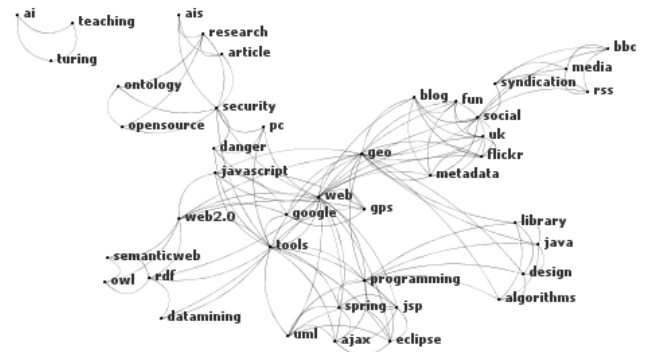 ai
teaching
turing
ais
research
article
ontology
security
opensource
pc
danger
javascript
bbc
media
syndication
rss
blog
fun
social
uk
flickr
geo
metadata
web
google
gps
web2.0
tools
library
java
design
algorithms
semanticweb
owl
rdf
datamining
programming
spring
jsp
uml
ajax
eclipse